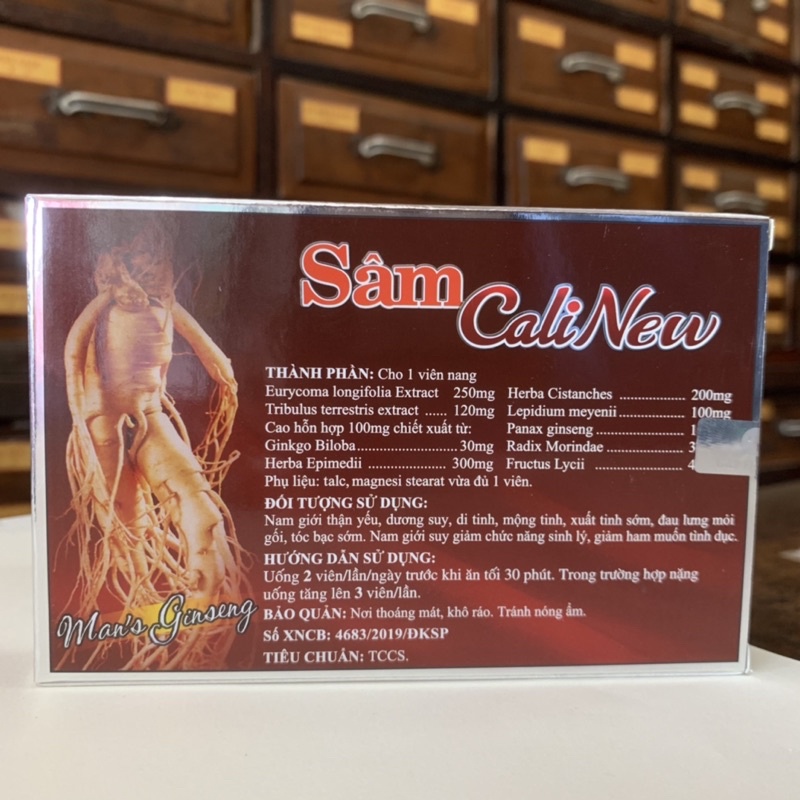 Sâm
Cali New
THÀNH PHẦN: Cho 1 viên nang
Eurycoma longifolia Extract 250mg
Tribulus terrestris extract ...... 120mg
Cao hỗn hợp 100mg chiết xuất từ:
Ginkgo Biloba........................ 30mg
Herba Epimedii ................... 300mg
Herba Cistanches ................. 200mg
Lepidium meyenii................. 100mg
Panax ginseng ......................
Radix Morindae ....................
Fructus Lycii .......................
Phụ liệu: talc, magnesi stearat vừa đủ 1 viên.
ĐỐI TƯỢNG SỬ DỤNG:
Nam giới thận yếu, dương suy, di tinh, mộng tinh, xuất tinh sớm, đau lưng mỏi
gối, tóc bạc sớm. Nam giới suy giảm chức năng sinh lý, giảm ham muốn tình dục.
HƯỚNG DẪN SỬ DỤNG:
Uống 2 viên/lần/ngày trước khi ăn tối 30 phút. Trong trường hợp nặng
uống tăng lên 3 viên/lần.
BẢO QUẢN: Nơi thoáng mát, khô ráo. Tránh nóng ẩm.
Số XNCB: 4683/2019/ĐKSP
TIÊU CHUẨN: TCCS.
Man's Ginseng